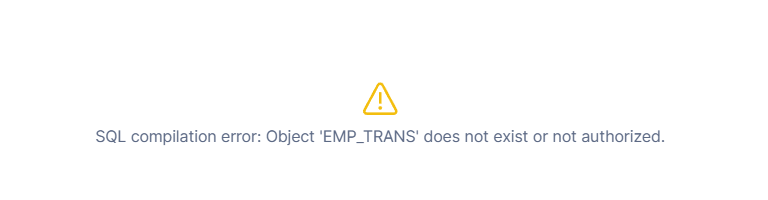 SQL compilation error: Object 'EMP_TRANS' does not exist or not authorized.